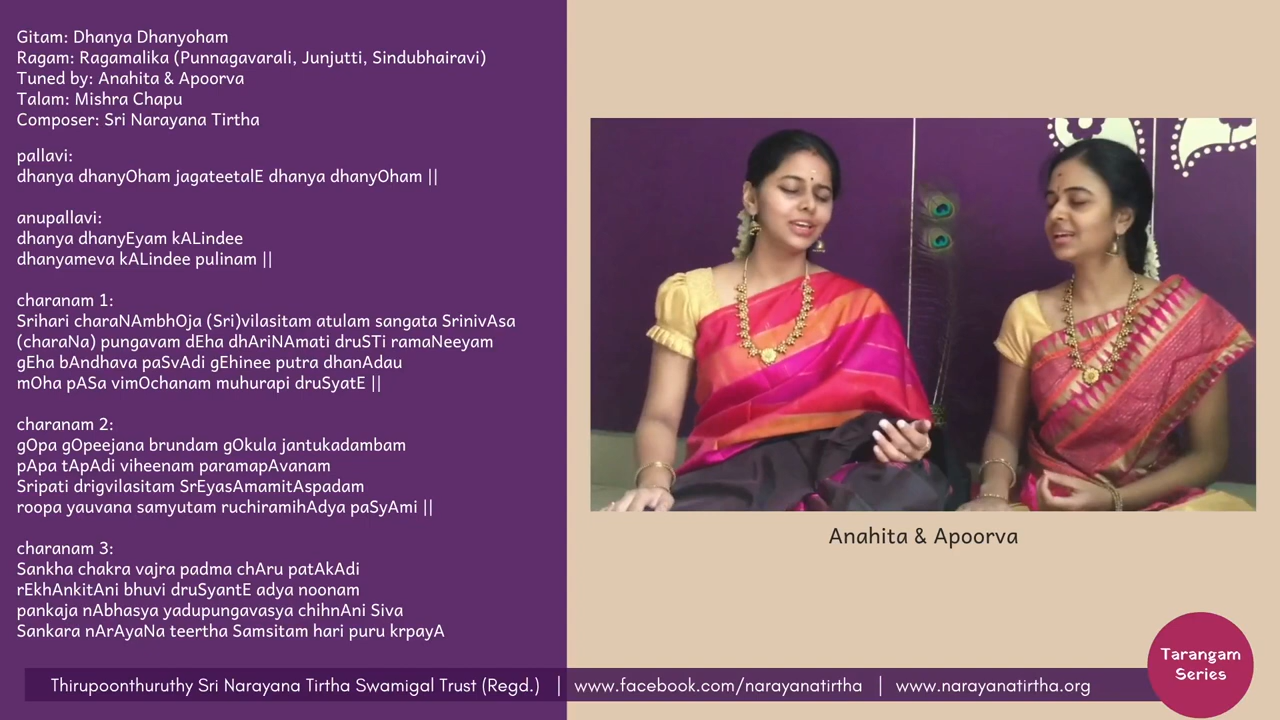 Gitam: Dhanya Dhanyoham
Ragam: Ragamalika (Punnagavarali, Junjutti, Sindubhairavi)
Tuned by: Anahita & Apoorva
Talam: Mishra Chapu
Composer: Sri Narayana Tirtha
pallavi:
dhanya dhanyOham jagateetalE dhanya dhanyOham ||
anupallavi:
dhanya dhanyEyam kALindee
dhanyameva kALindee pulinam ||
charanam 1:
Srihari charaNAmbhOja (Sri)vilasitam atulam sangata SrinivAsa
(charaNa) pungavam dEha dhAriNAmati druSTi ramaNeeyam
gEha bAndhava paSvAdi gEhinee putra dhanAdau
mOha pASa vimOchanam muhurapi druSyatE ||
charanam 2:
gOpa gOpeejana brundam gOkula jantukadambam
pApa tApAdi viheenam paramapAvanam
Sripati drigvilasitam SrEyasAmamitAspadam
roopa yauvana samyutam ruchiramihAdya paSyAmi ||
charanam 3:
Sankha chakra vajra padma chAru patAkAdi
rEkhAnkitAni bhuvi druSyantE adya noonam
pankaja nAbhasya yadupungavasya chihnAni Siva
Sankara nArAyaNa teertha Samsitam hari puru krpayA
Anahita & Apoorva
Tarangam
Series
Thirupoonthuruthy Sri Narayana Tirtha Swamigal Trust (Regd.) | www.facebook.com/narayanatirtha | www.narayanatirtha.org